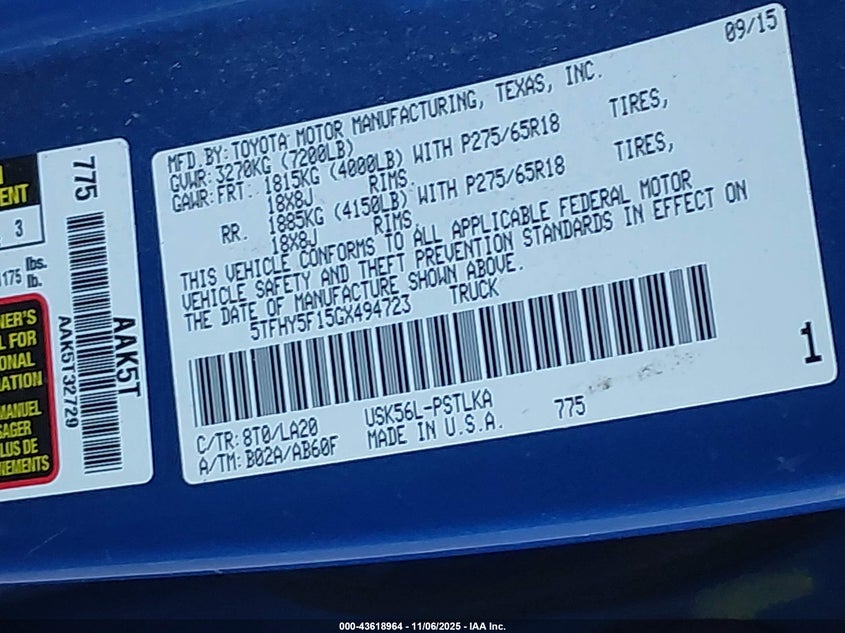 09/15
MFD.BY:TOYOTA MOTOR MANUFACTURING, TEXAS, INC.
GVWR:3270KG (7200LB)
GAWR:FRT. 1815KG (4000LB) WITH P275/65R18 TIRES,
18X8J RIMS.
RR. 1885KG (4150LB) WITH P275/65R18 TIRES,
18X8J RIMS.
THIS VEHICLE CONFORMS TO ALL APPLICABLE FEDERAL MOTOR
VEHICLE SAFETY AND THEFT PREVENTION STANDARDS IN EFFECT ON
THE DATE OF MANUFACTURE SHOWN ABOVE.
5TFHY5F15GX494723 TRUCK
1
C/TR:8T0/LA20 USK56L-PSTLKA 775
A/TM:B02A/AB60F MADE IN U.S.A.
775
AAK5T
AAK5T32729
3
175 lbs.
lb.
NER'S
FOR
ONAL
ATION
MANUEL
LUS DE
NEMENTS
000-43618964 - 11/06/2025 - IAA Inc.